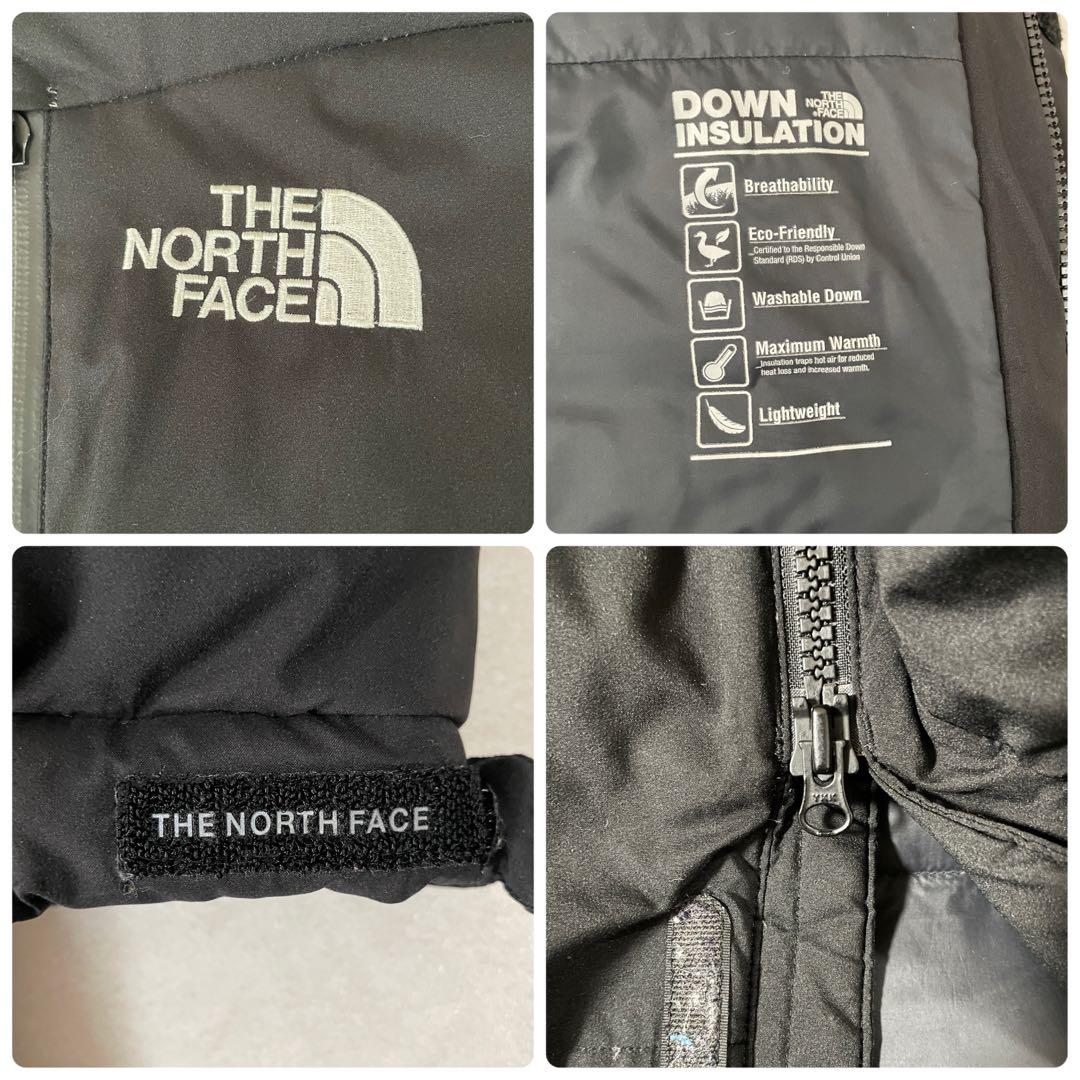 THE
NORTH
FACE
DOWN
THE
NORTH
FACE
INSULATION
Breathability
Eco-Friendly
Certified to the Responsible Down
Standard (RDS) by Control Union
Washable Down
Maximum Warmth
Insulation traps hot air for reduced
heat loss and increased warmth.
Lightweight
THE NORTH FACE
YKK